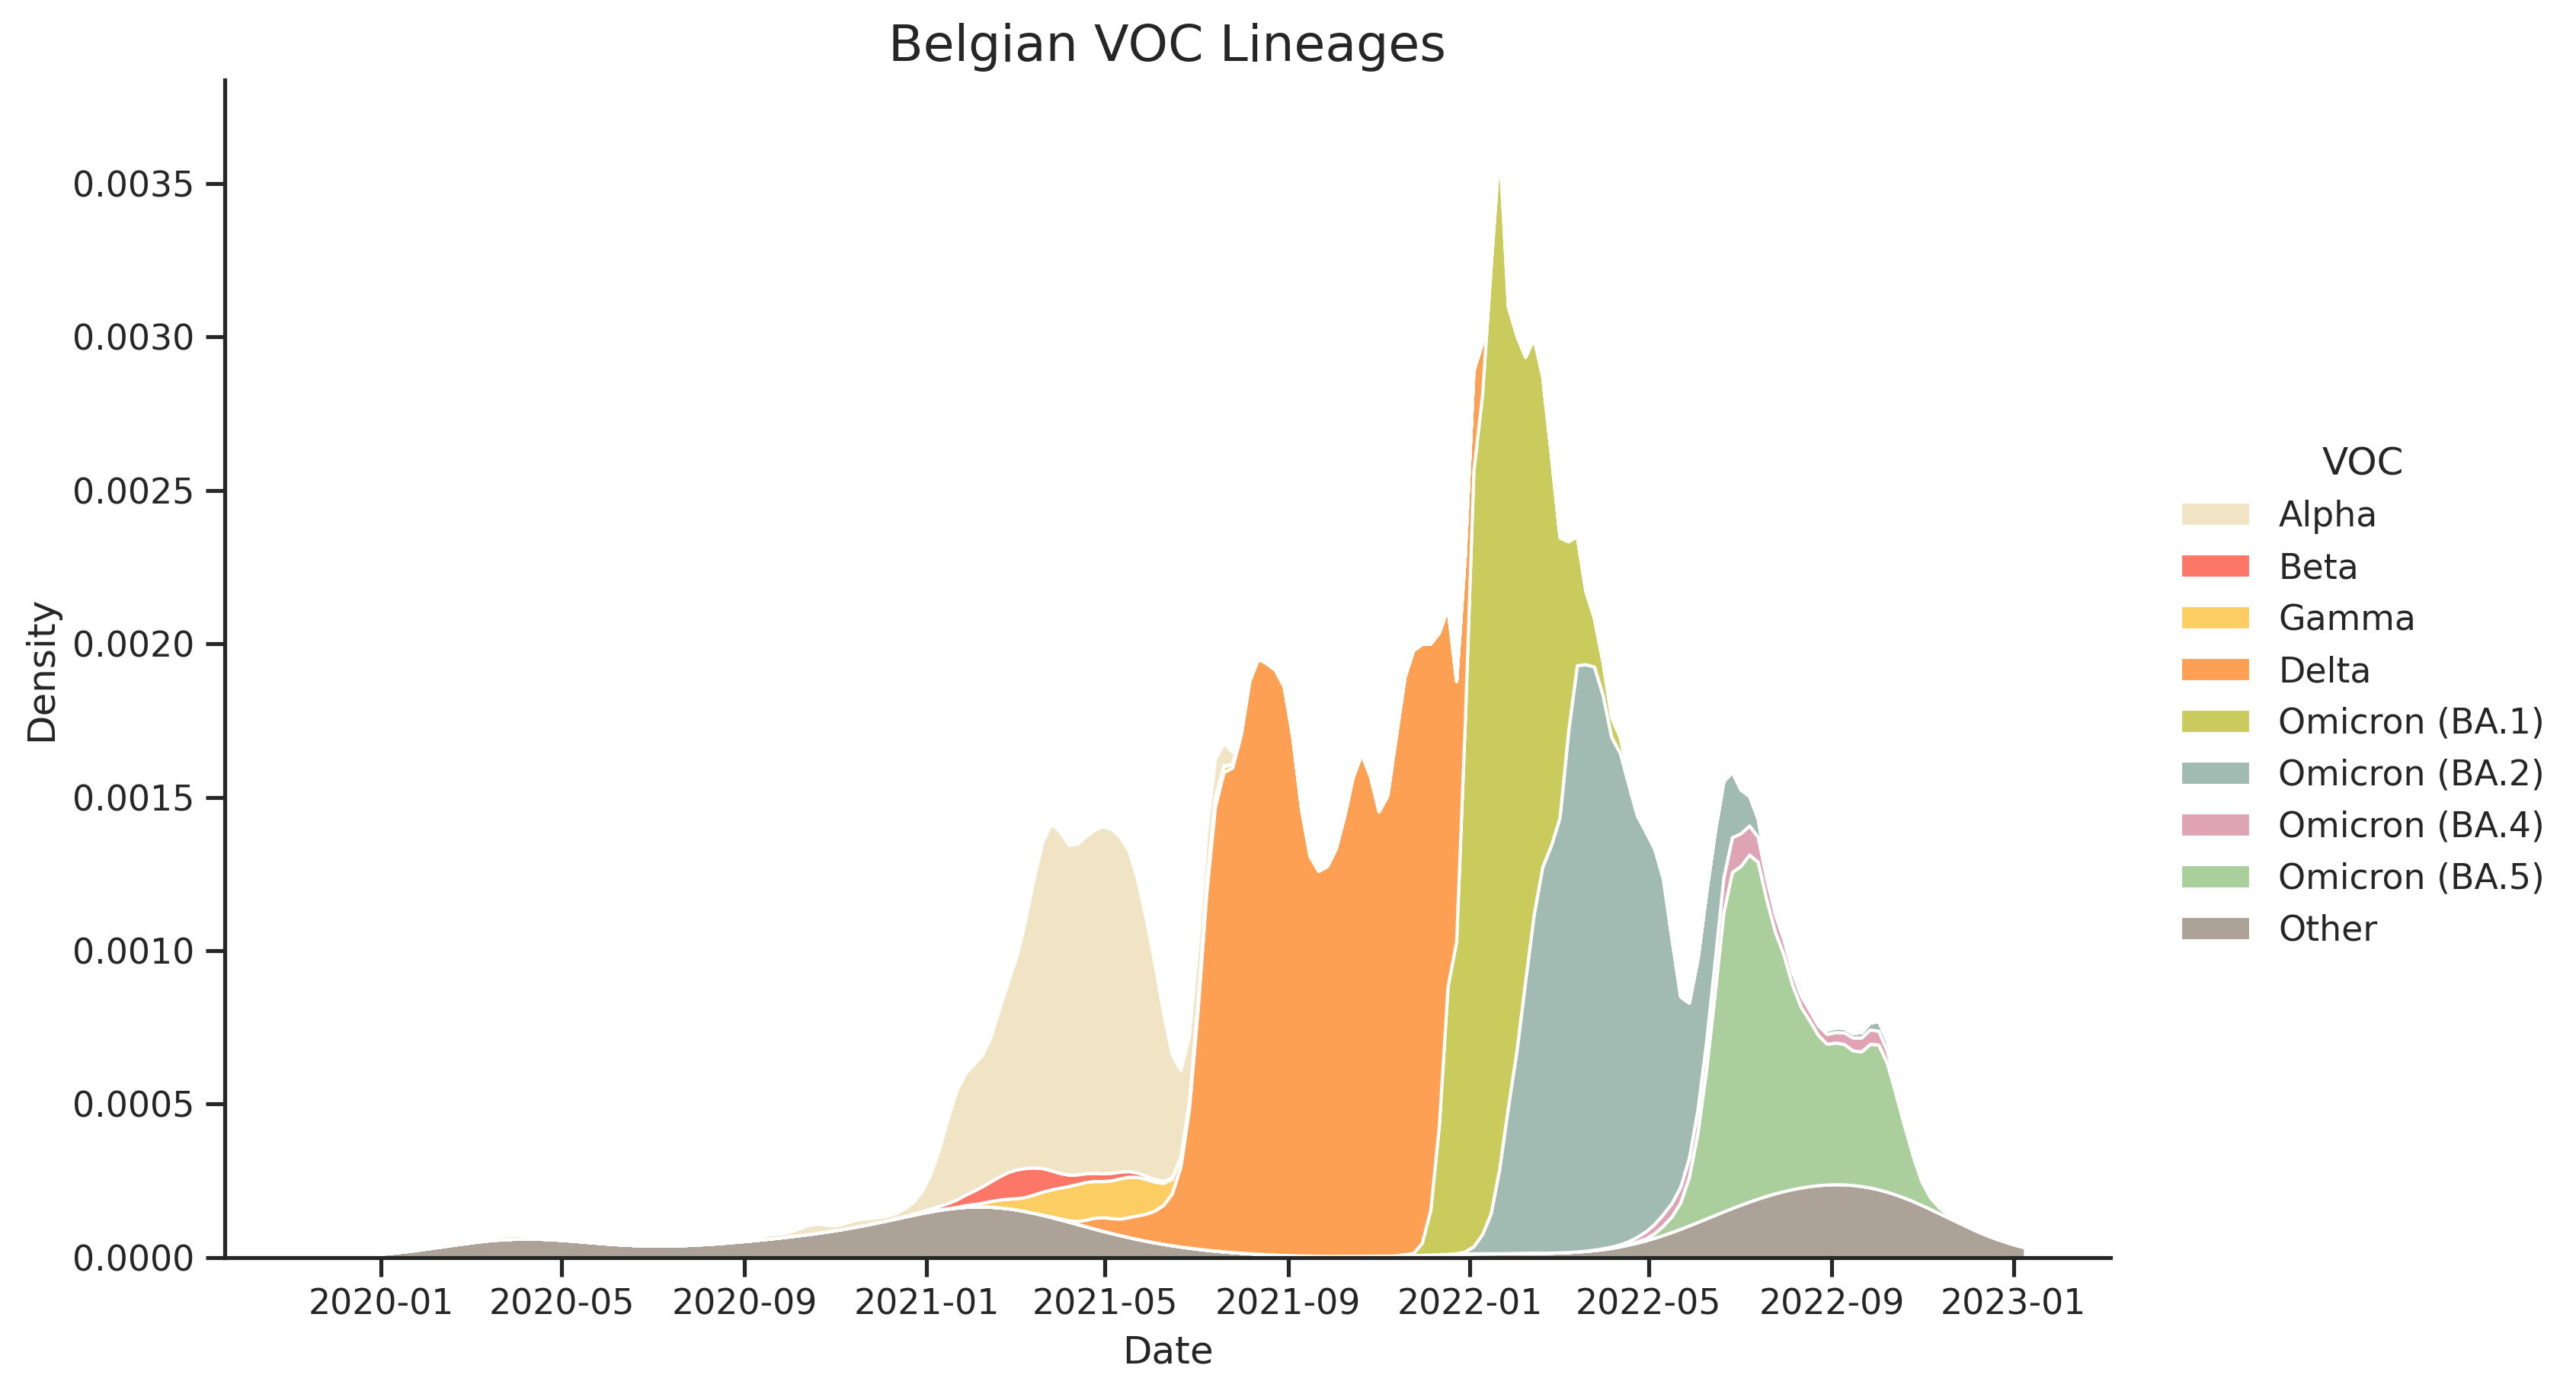 Belgian VOC Lineages
Density
0.0035
0.0030
0.0025
0.0020
0.0015
0.0010
0.0005
0.0000
2020-01 2020-05 2020-09 2021-01 2021-05 2021-09 2022-01 2022-05 2022-09 2023-01
Date
VOC
Alpha
Beta
Gamma
Delta
Omicron (BA.1)
Omicron (BA.2)
Omicron (BA.4)
Omicron (BA.5)
Other